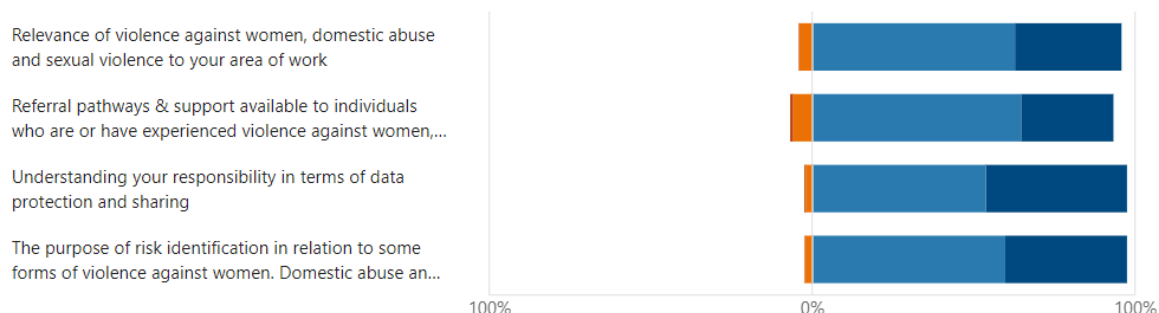 Relevance of violence against women, domestic abuse
and sexual violence to your area of work
Referral pathways & support available to individuals
who are or have experienced violence against women,...
Understanding your responsibility in terms of data
protection and sharing
The purpose of risk identification in relation to some
forms of violence against women. Domestic abuse an...
100%
0%
100%